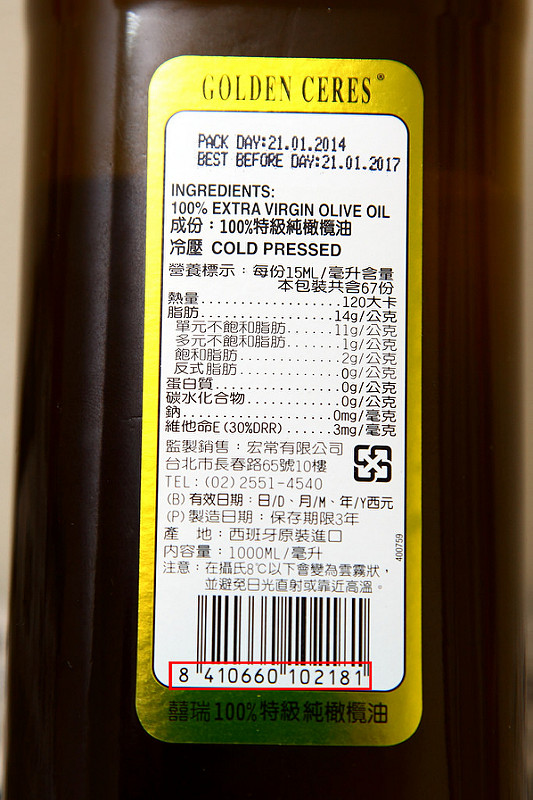 GOLDEN CERES®
PACK DAY:21.01.2014
BEST BEFORE DAY:21.01.2017
INGREDIENTS:
100% EXTRA VIRGIN OLIVE OIL
成份：100%特級純橄欖油
冷壓 COLD PRESSED
營養標示：每份15ML/毫升含量
本包裝共含67份
熱量....................120大卡
脂肪....................14g/公克
單元不飽和脂肪......11g/公克
多元不飽和脂肪......1g/公克
飽和脂肪..............2g/公克
反式脂肪..............0g/公克
蛋白質..................0g/公克
碳水化合物............0g/公克
鈉......................0mg/毫克
維他命E(30%DRR).....3mg/毫克
監製銷售：宏常有限公司
台北市長春路65號10樓
TEL:(02)2551-4540
(B)有效日期：日/D、月/M、年/Y西元
(P)製造日期：保存期限3年
產　地：西班牙原裝進口
內容量：1000ML/毫升
400759
注意：在攝氏8℃以下會變為雲霧狀，
並避免日光直射或靠近高溫。
8 410660 102181
囍瑞100%特級純橄欖油